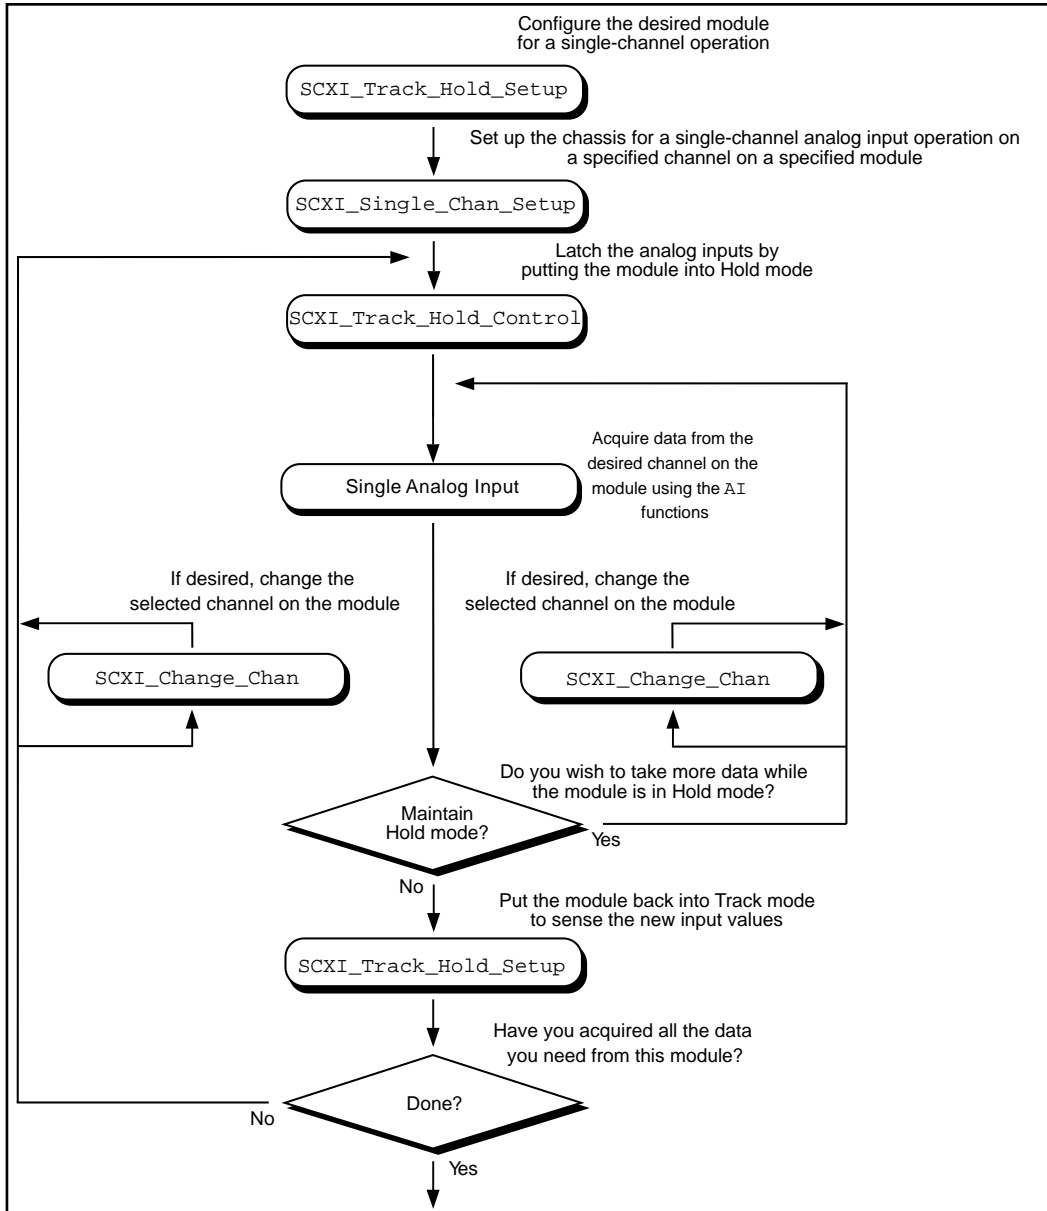 Configure the desired module
for a single-channel operation
SCXI_Track_Hold_Setup
Set up the chassis for a single-channel analog input operation on
a specified channel on a specified module
SCXI_Single_Chan_Setup
Latch the analog inputs by
putting the module into Hold mode
SCXI_Track_Hold_Control
Acquire data from the
desired channel on the
module using the AI
functions
Single Analog Input
If desired, change the
selected channel on the module
SCXI_Change_Chan
If desired, change the
selected channel on the module
SCXI_Change_Chan
Do you wish to take more data while
the module is in Hold mode?
Maintain
Hold mode?
Yes
No
Put the module back into Track mode
to sense the new input values
SCXI_Track_Hold_Setup
Have you acquired all the data
you need from this module?
Done?
No
Yes